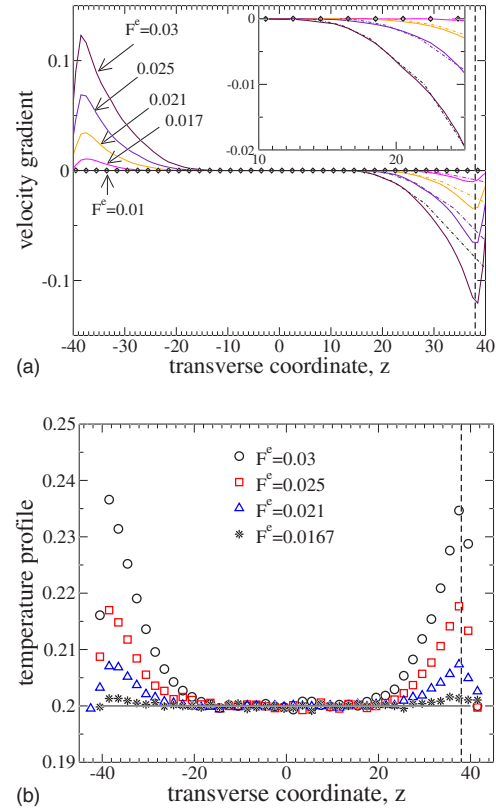 0.1
0
-0.1
velocity gradient
F^e=0.03
0.025
0.021
0.017
F^e=0.01
0
-0.01
-0.02
10
20
-40
-30
-20
-10
0
10
20
30
40
(a)
transverse coordinate, z
0.25
0.24
0.23
0.22
0.21
0.2
0.19
temperature profile
F^e=0.03
F^e=0.025
F^e=0.021
F^e=0.0167
-40
-20
0
20
40
(b)
transverse coordinate, z